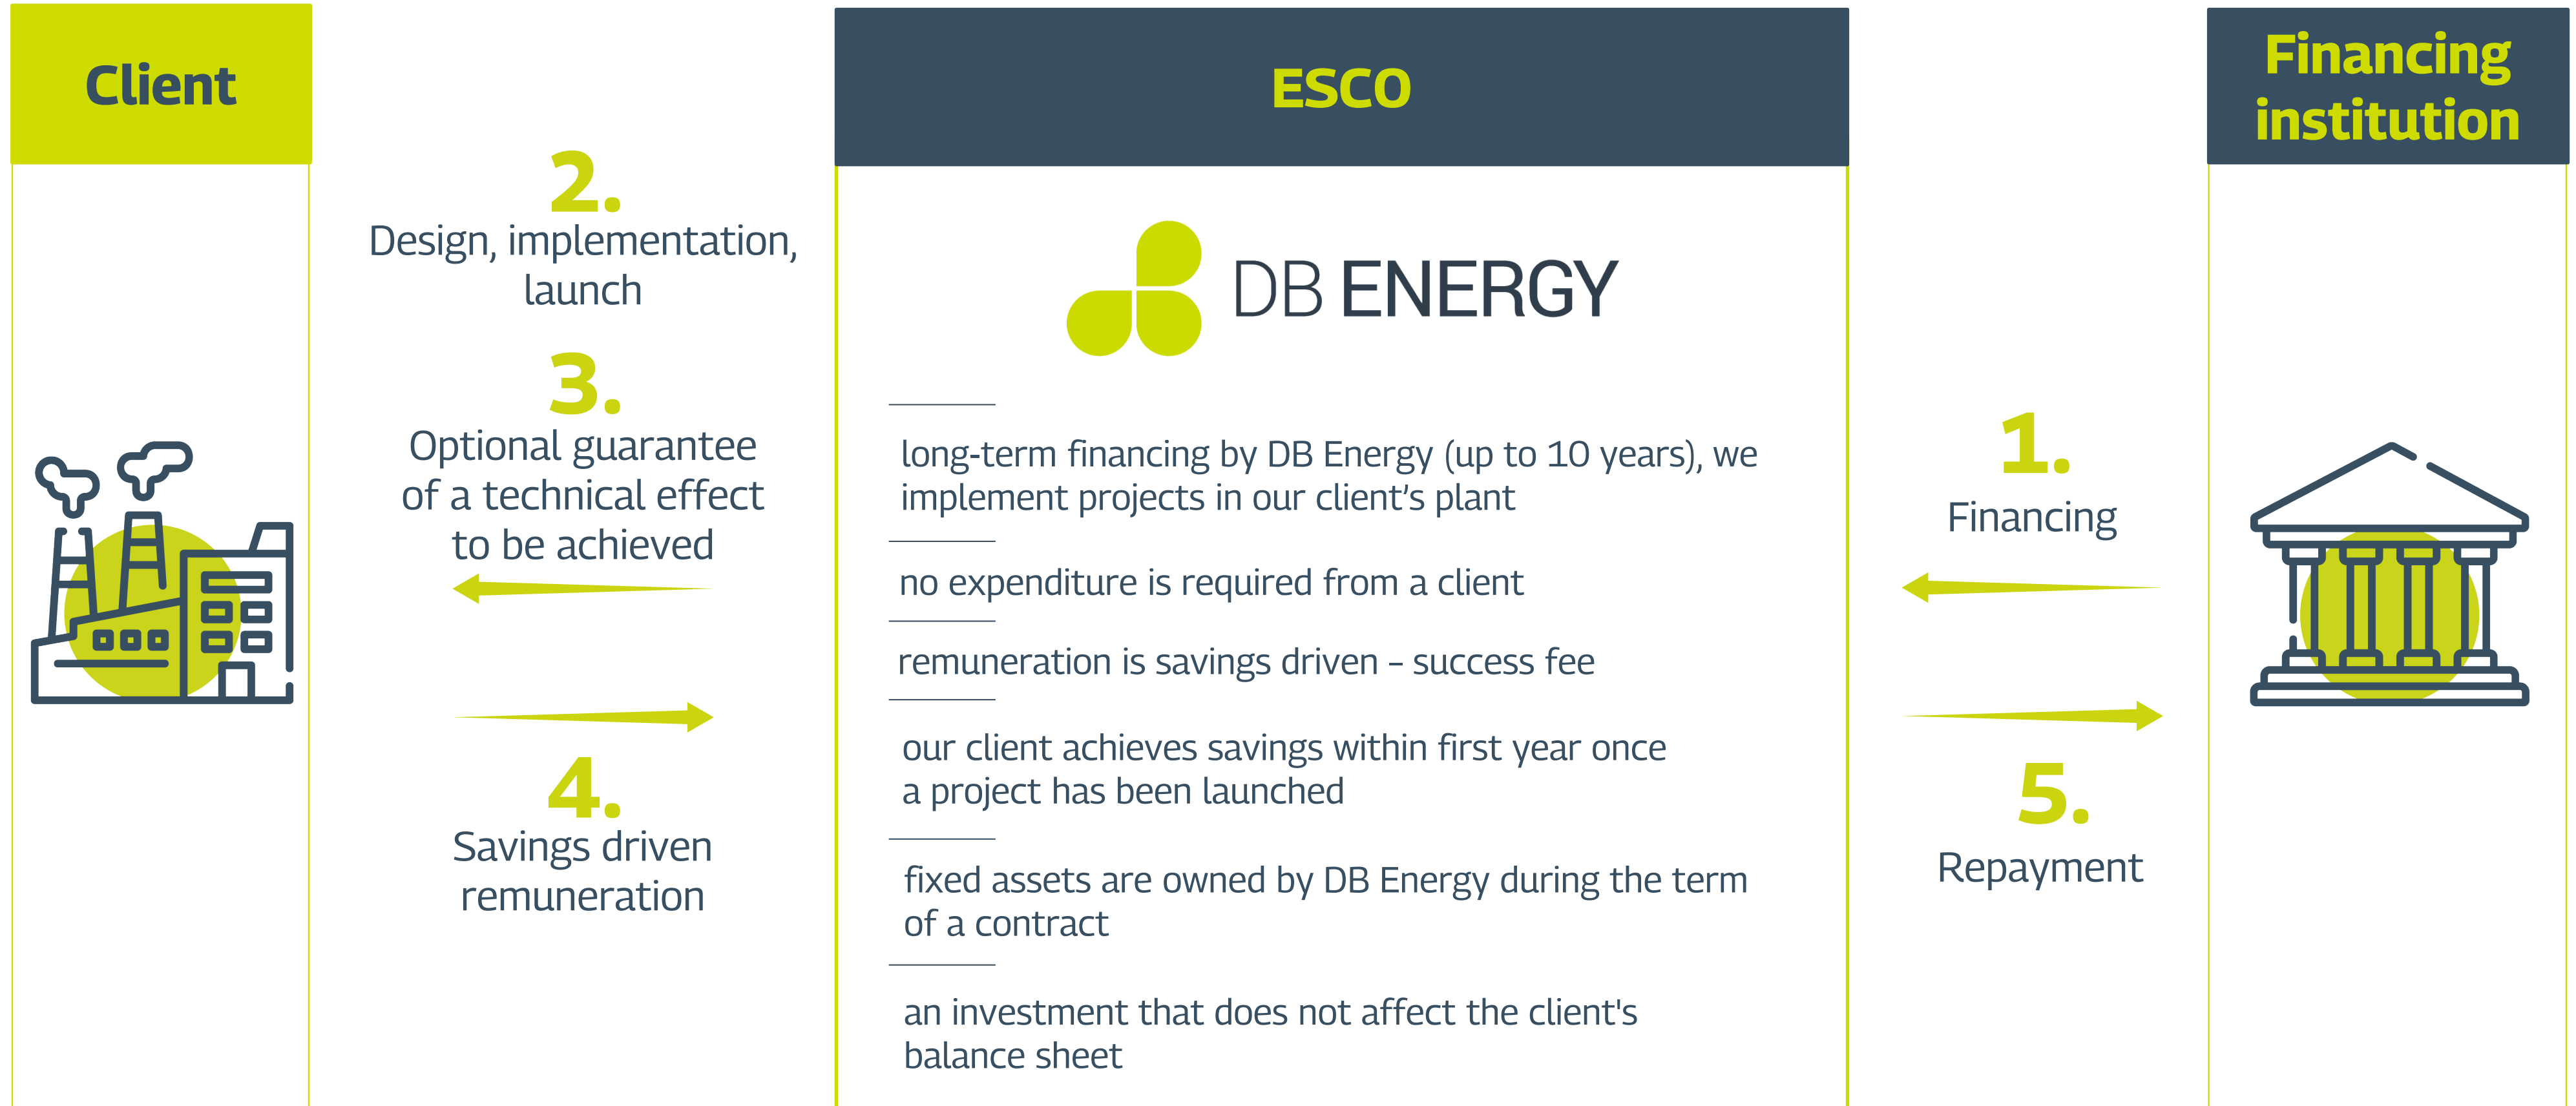 Client
2.
Design, implementation,
launch
3.
Optional guarantee
of a technical effect
to be achieved
4.
Savings driven
remuneration
ESCO
DB ENERGY
long-term financing by DB Energy (up to 10 years), we
implement projects in our client’s plant
no expenditure is required from a client
remuneration is savings driven – success fee
our client achieves savings within first year once
a project has been launched
fixed assets are owned by DB Energy during the term
of a contract
an investment that does not affect the client's
balance sheet
1.
Financing
5.
Repayment
Financing
institution